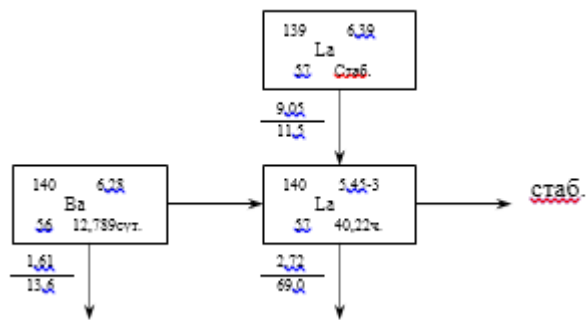 139 6,39
La
57 Стаб.
9,05
11,5
140 6,28
Ba
56 12,789сут.
140 5,45-3
La
57 40,22ч.
стаб.
1,61
13,6
2,72
69,0